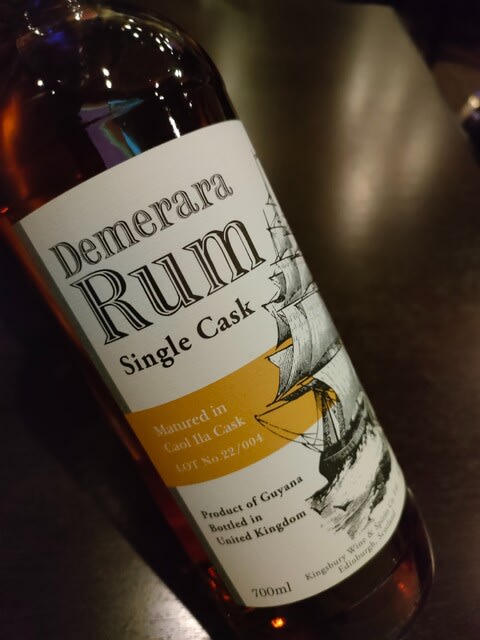 Demerara
Rum
Single Cask
Matured in
Caol Ila Cask
LOT No.22/004
Product of Guyana
Bottled in
United Kingdom
700ml
Kingsbury Wine & Spirits
Edinburgh,